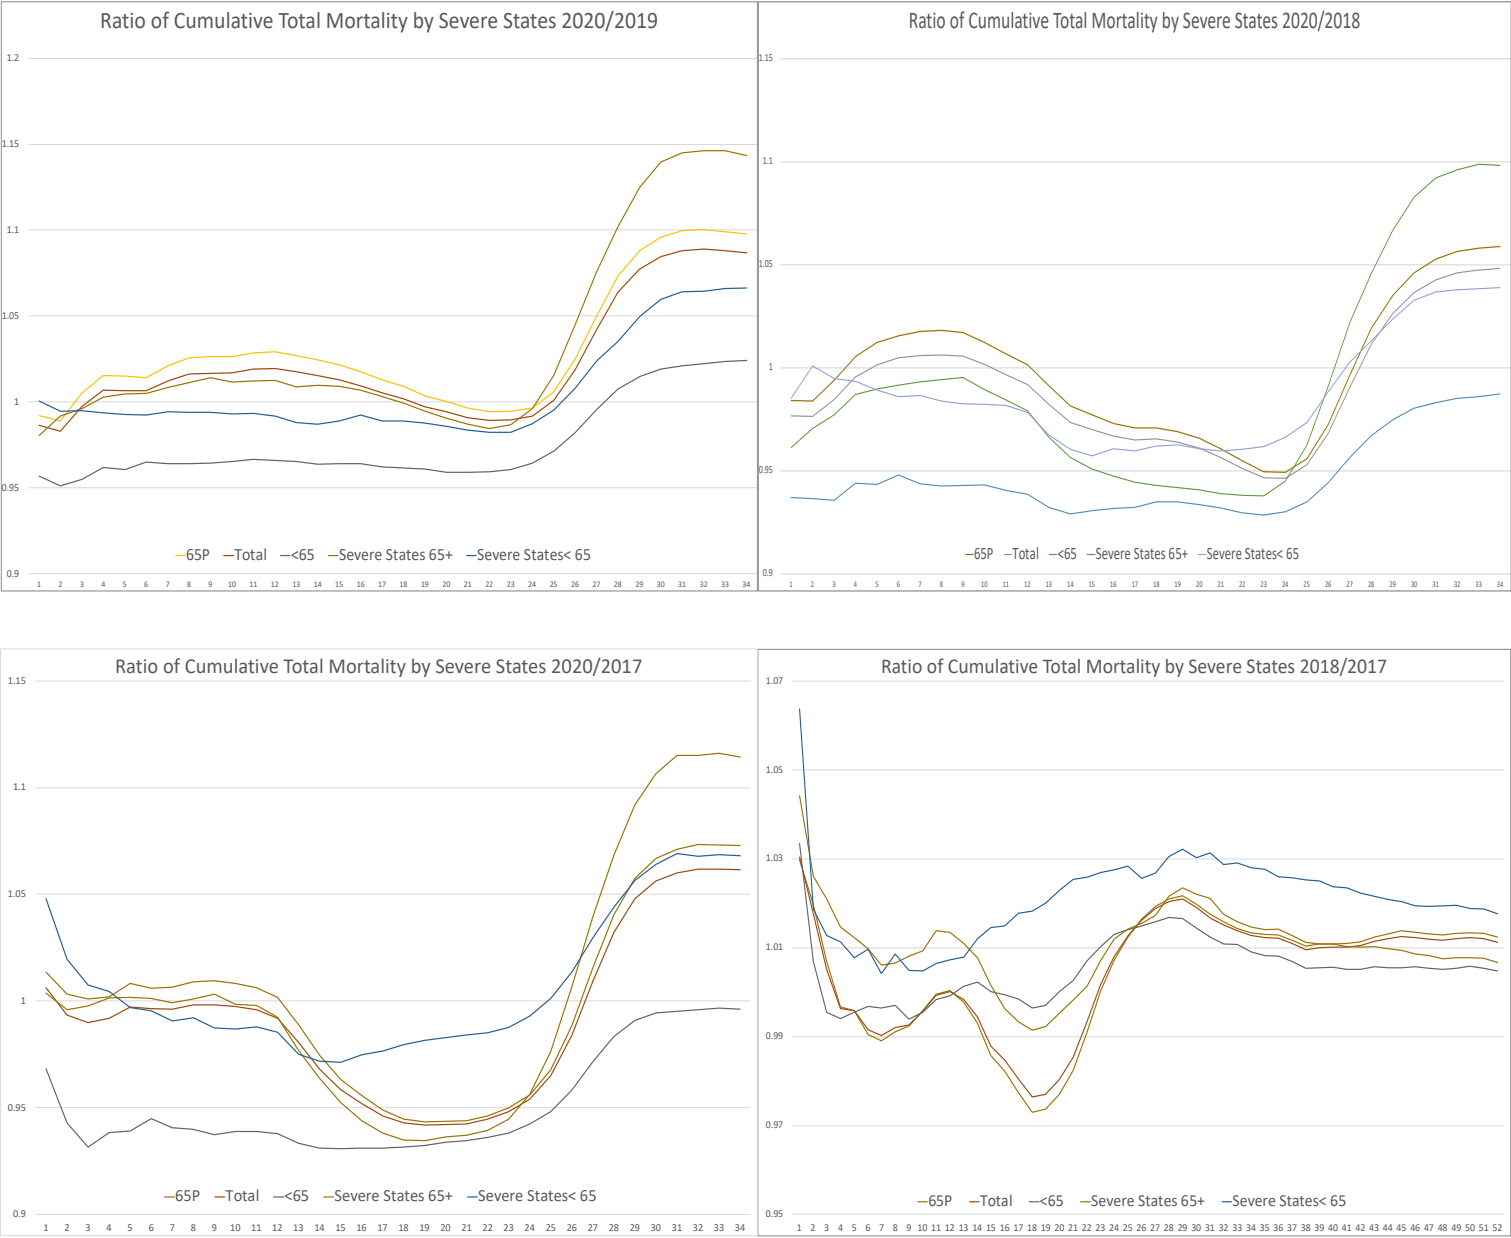 Ratio of Cumulative Total Mortality by Severe States 2020/2019
1.2
1.15
1.1
1.05
1
0.95
0.9
65P Total <65 Severe States 65+ Severe States< 65
1 2 3 4 5 6 7 8 9 10 11 12 13 14 15 16 17 18 19 20 21 22 23 24 25 26 27 28 29 30 31 32 33 34
Ratio of Cumulative Total Mortality by Severe States 2020/2018
1.15
1.1
1.05
1
0.95
0.9
65P Total <65 Severe States 65+ Severe States< 65
1 2 3 4 5 6 7 8 9 10 11 12 13 14 15 16 17 18 19 20 21 22 23 24 25 26 27 28 29 30 31 32 33 34
Ratio of Cumulative Total Mortality by Severe States 2020/2017
1.15
1.1
1.05
1
0.95
0.9
65P Total <65 Severe States 65+ Severe States< 65
1 2 3 4 5 6 7 8 9 10 11 12 13 14 15 16 17 18 19 20 21 22 23 24 25 26 27 28 29 30 31 32 33 34
Ratio of Cumulative Total Mortality by Severe States 2018/2017
1.07
1.05
1.03
1.01
0.99
0.97
0.95
65P Total <65 Severe States 65+ Severe States< 65
1 2 3 4 5 6 7 8 9 10 11 12 13 14 15 16 17 18 19 20 21 22 23 24 25 26 27 28 29 30 31 32 33 34 35 36 37 38 39 40 41 42 43 44 45 46 47 48 49 50 51 52